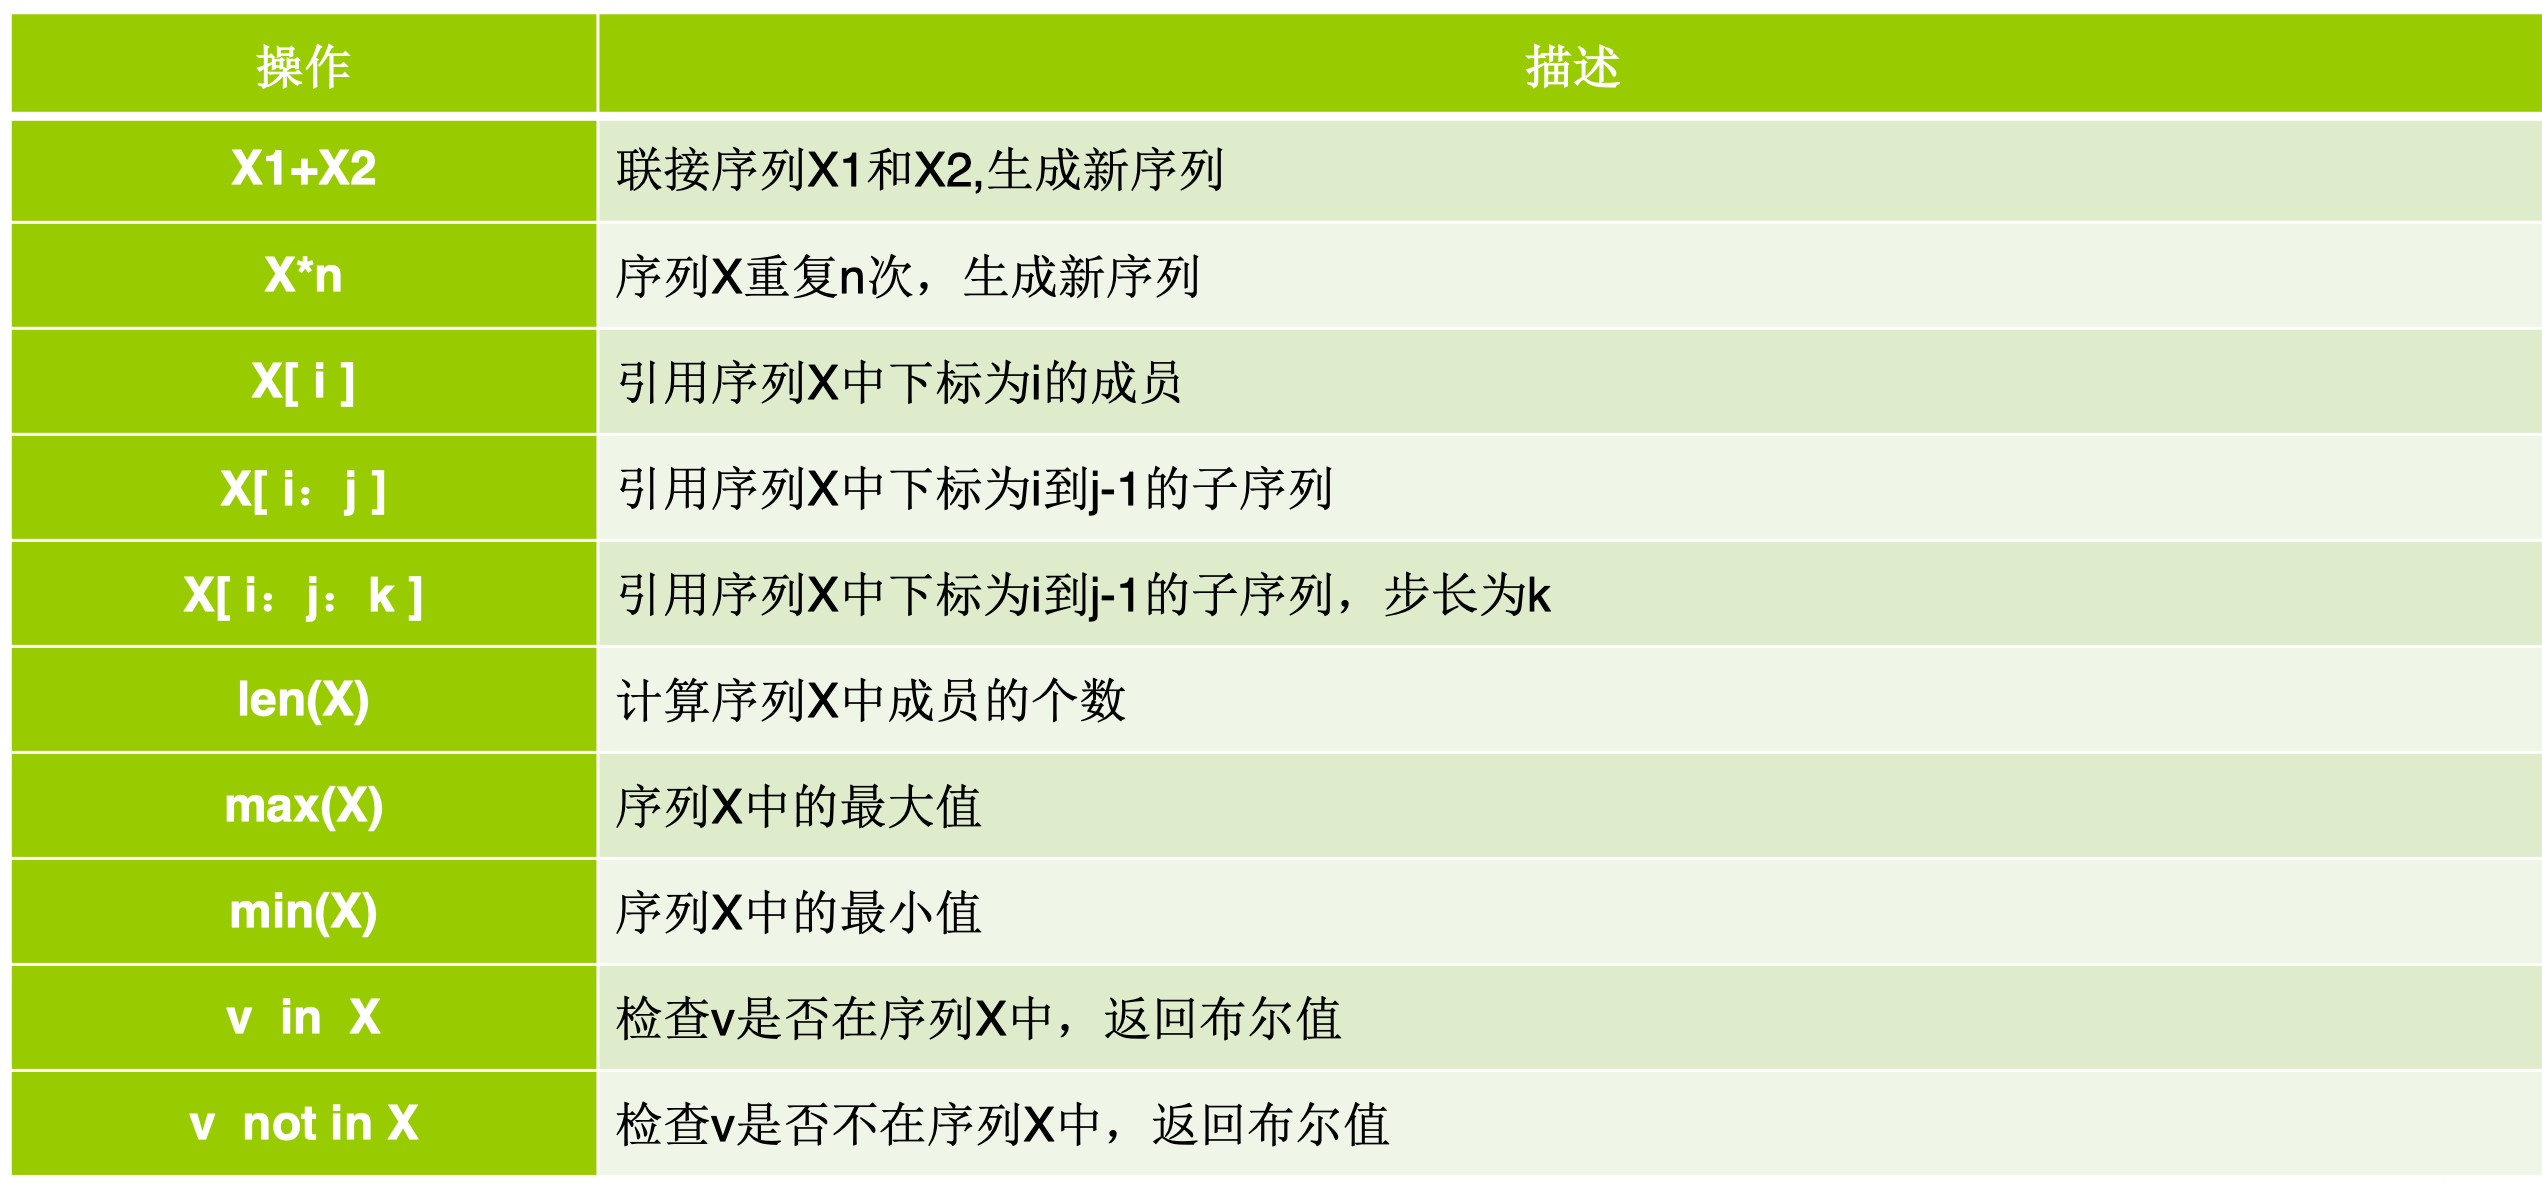 操作 描述
X1+X2 联接序列X1和X2,生成新序列
X*n 序列X重复n次，生成新序列
X[ i ] 引用序列X中下标为i的成员
X[ i：j ] 引用序列X中下标为i到j-1的子序列
X[ i：j：k ] 引用序列X中下标为i到j-1的子序列，步长为k
len(X) 计算序列X中成员的个数
max(X) 序列X中的最大值
min(X) 序列X中的最小值
v in X 检查v是否在序列X中，返回布尔值
v not in X 检查v是否不在序列X中，返回布尔值